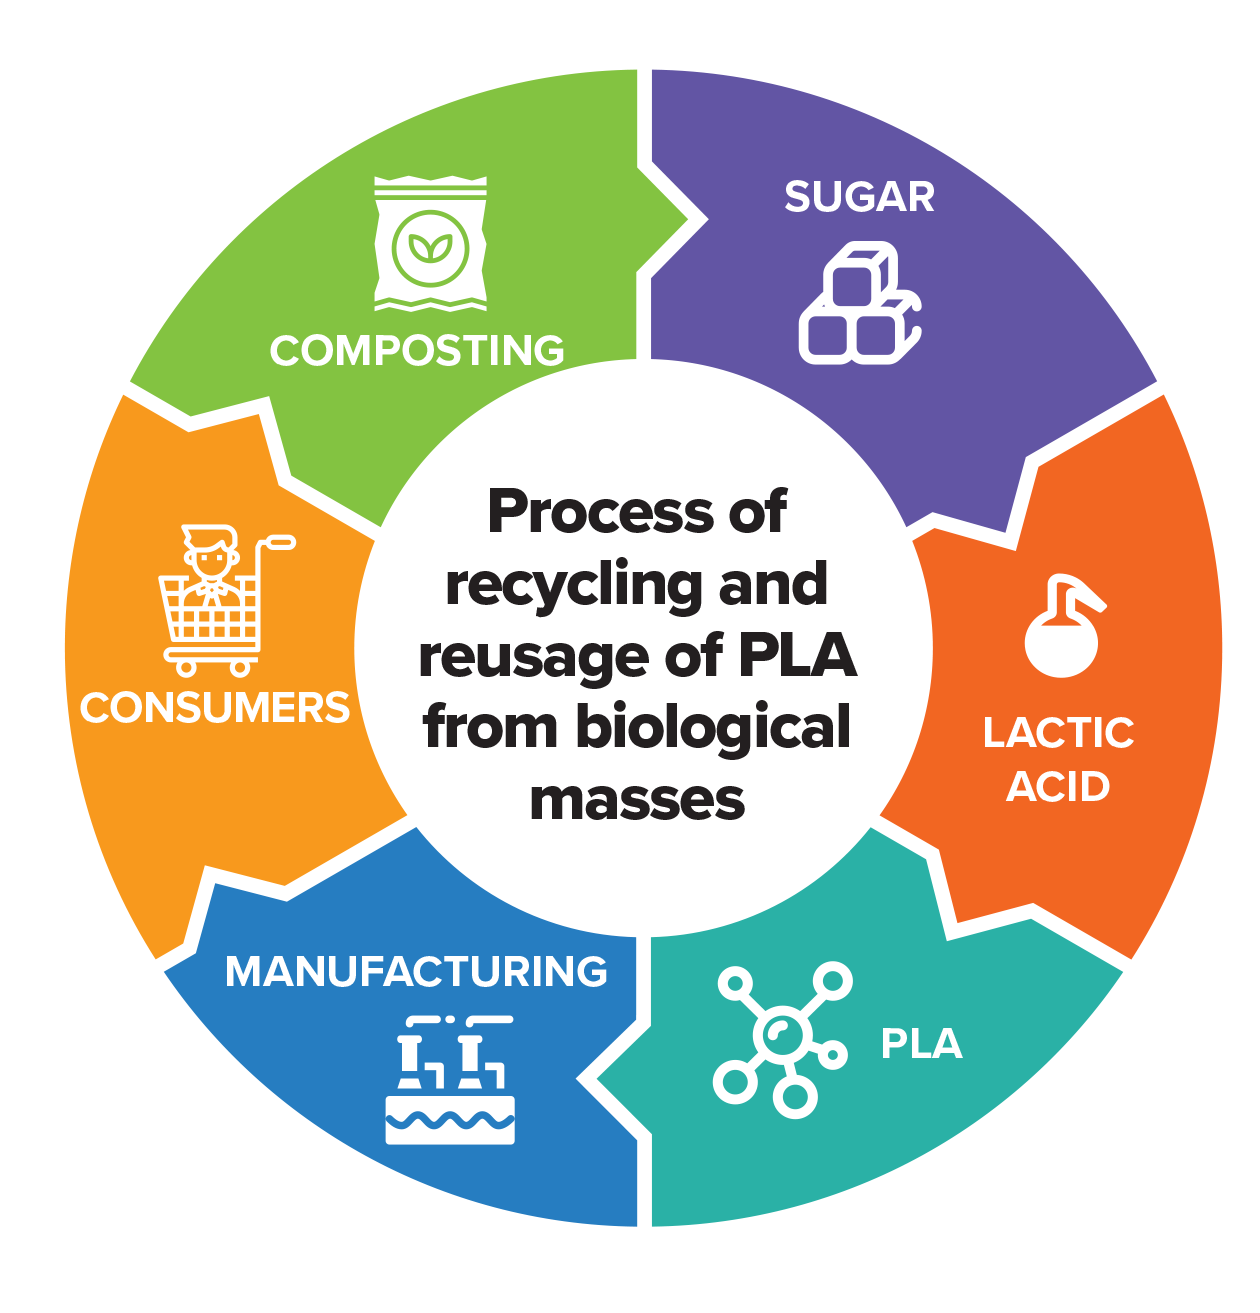 SUGAR
COMPOSTING
Process of
recycling and
reusage of PLA
from biological
masses
CONSUMERS
LACTIC
ACID
MANUFACTURING
PLA